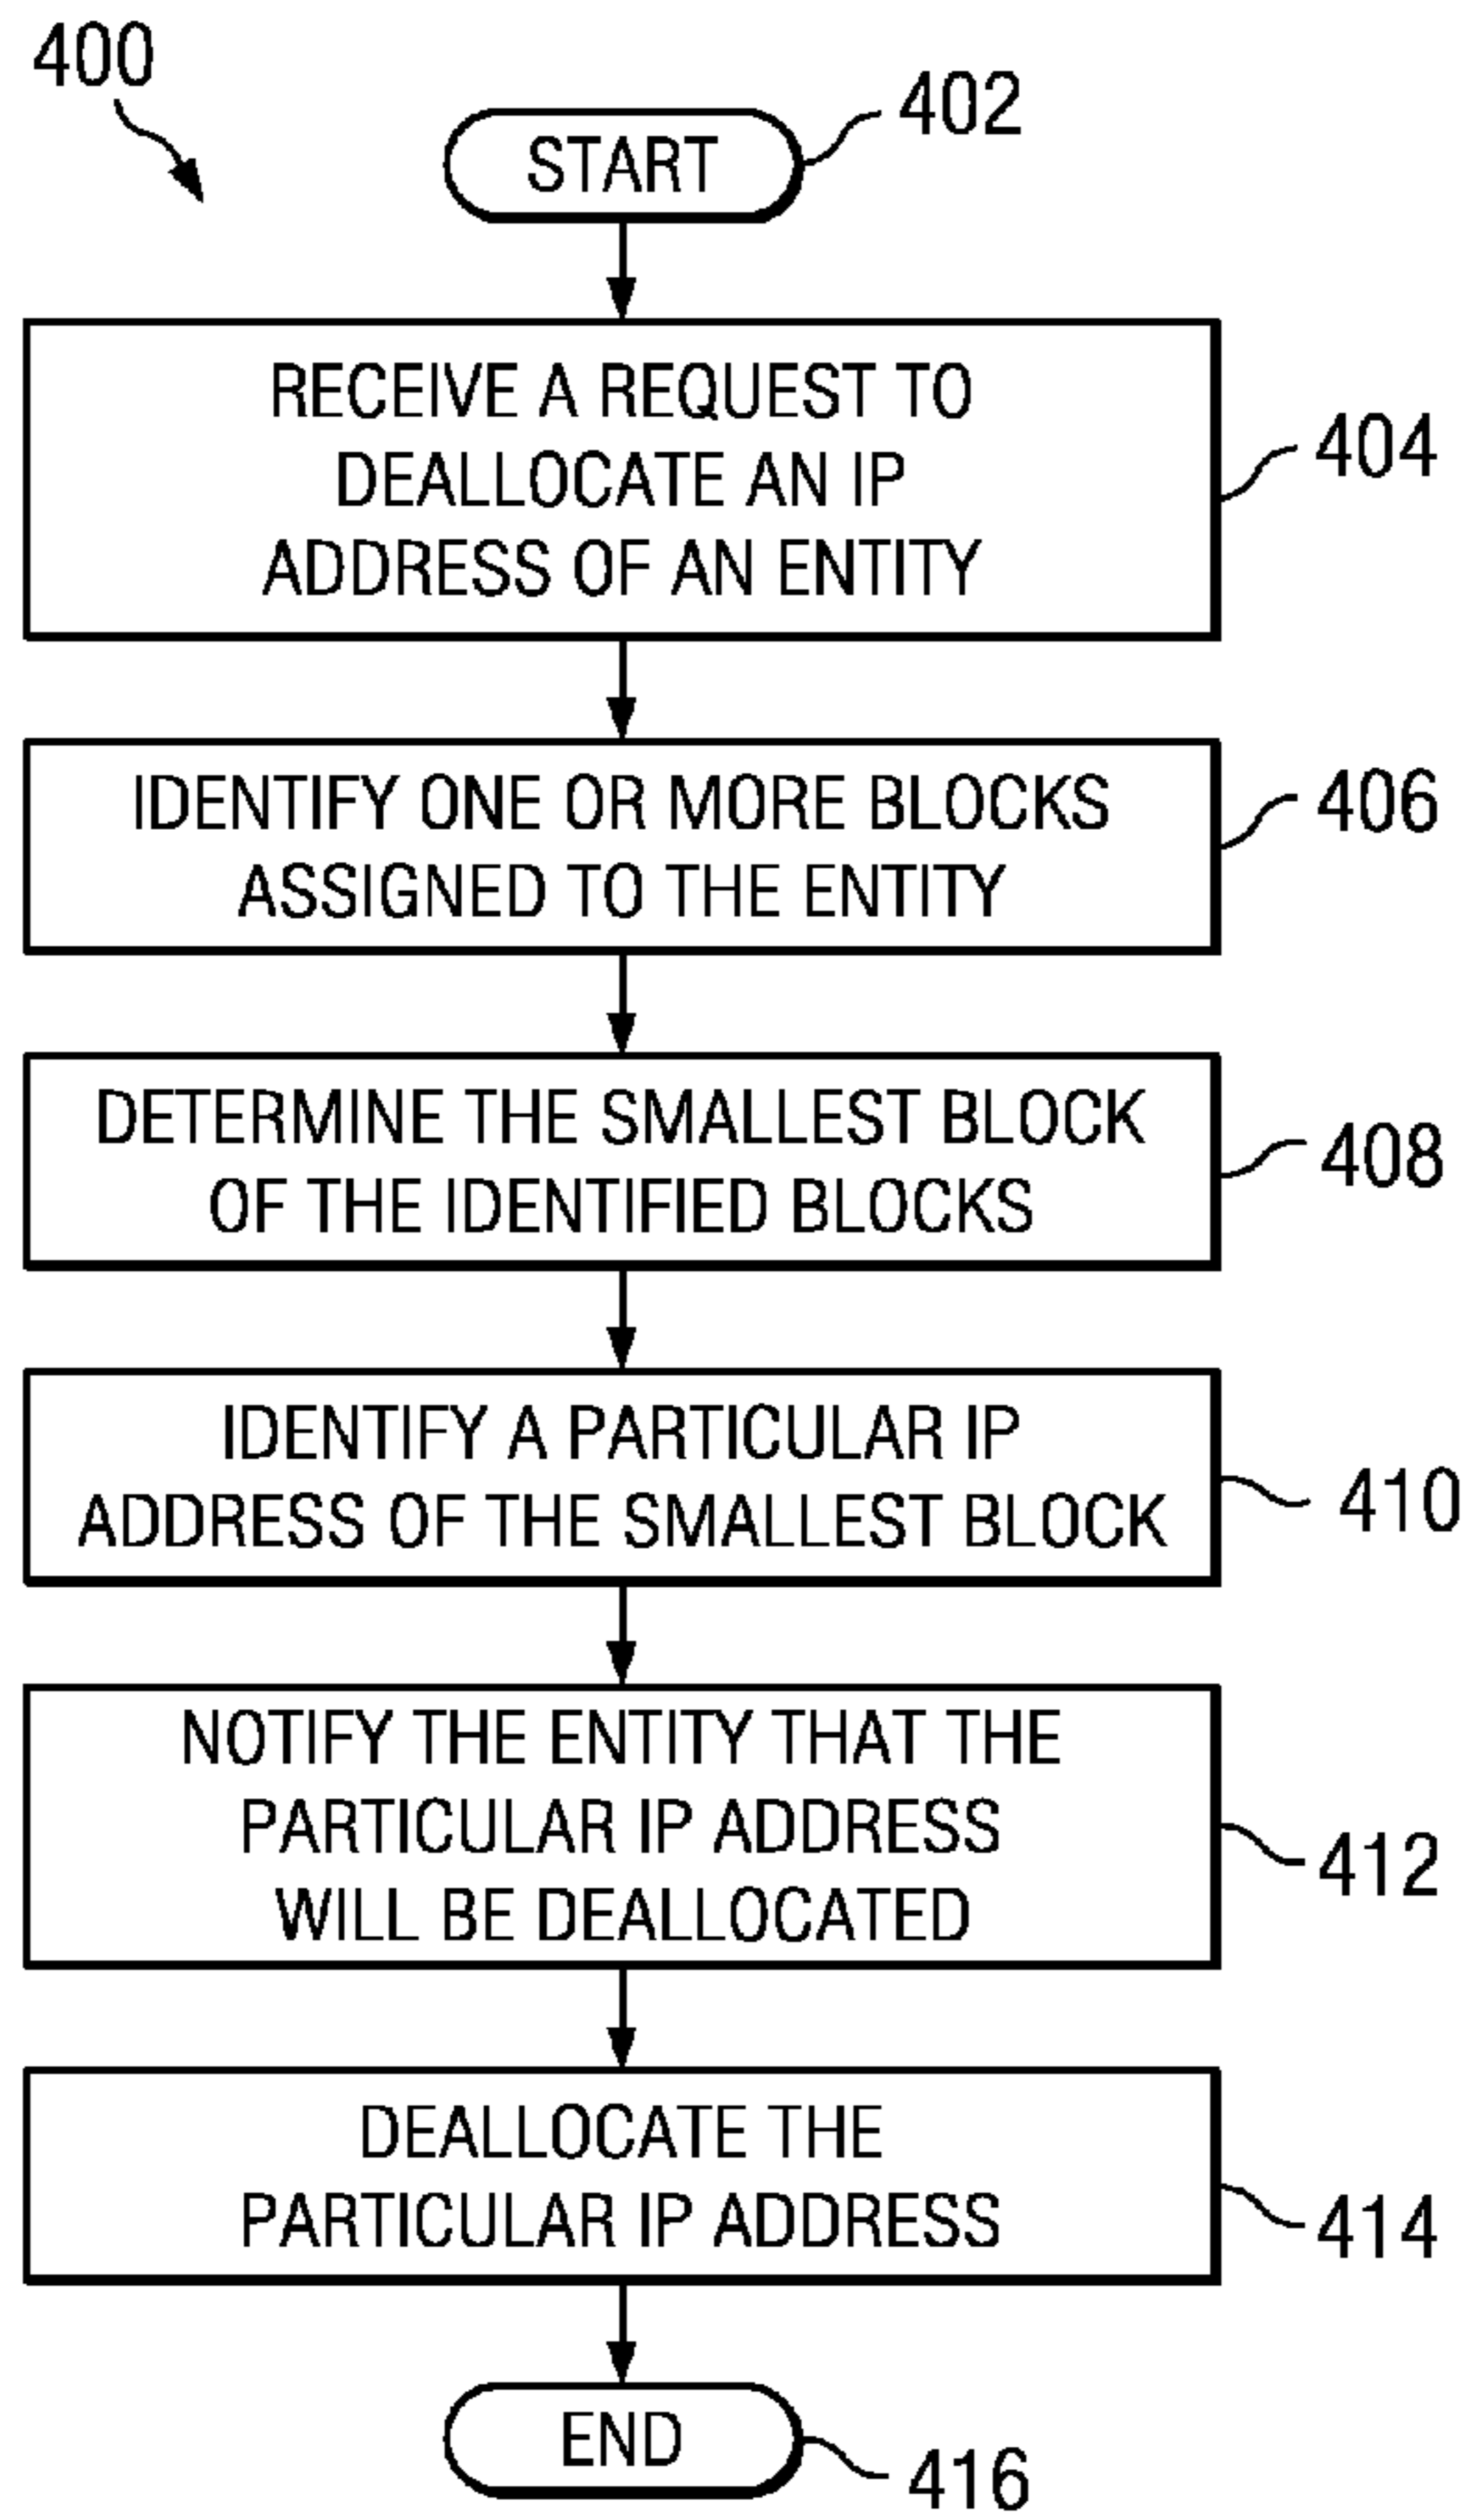 400
START
402
RECEIVE A REQUEST TO
DEALLOCATE AN IP
ADDRESS OF AN ENTITY
404
IDENTIFY ONE OR MORE BLOCKS
ASSIGNED TO THE ENTITY
406
DETERMINE THE SMALLEST BLOCK
OF THE IDENTIFIED BLOCKS
408
IDENTIFY A PARTICULAR IP
ADDRESS OF THE SMALLEST BLOCK
410
NOTIFY THE ENTITY THAT THE
PARTICULAR IP ADDRESS
WILL BE DEALLOCATED
412
DEALLOCATE THE
PARTICULAR IP ADDRESS
414
END
416